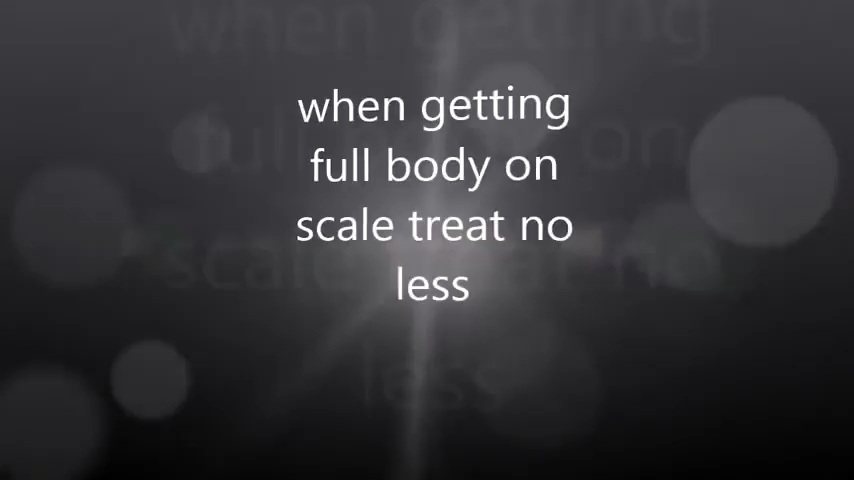 when getting
full body on
scale treat no
less